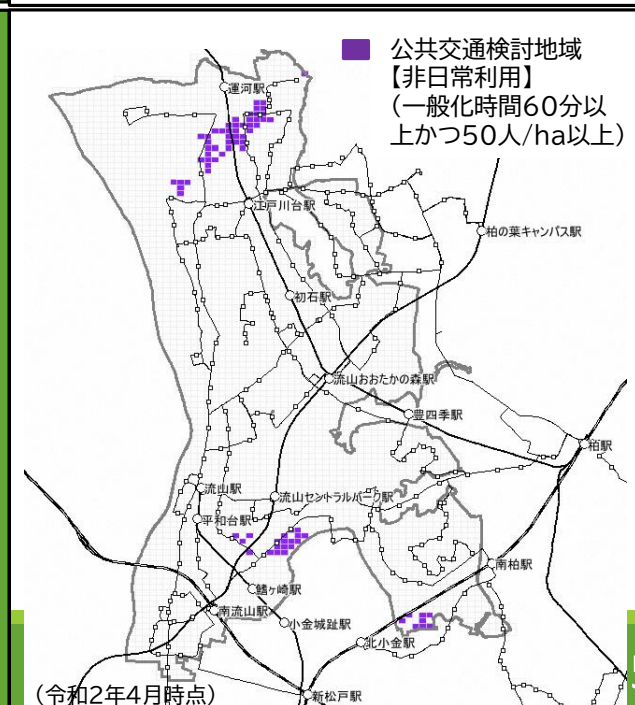 公共交通検討地域
【非日常利用】
(一般化時間60分以
上かつ50人/ha以上)
運河駅
江戸川台駅
柏の葉キャンパス駅
初石駅
流山おおたかの森駅
豊四季駅
柏駅
流山駅
流山セントラルパーク駅
平和台駅
南柏駅
鰭ヶ崎駅
南流山駅
小金城趾駅
北小金駅
新松戸駅
(令和2年4月時点)